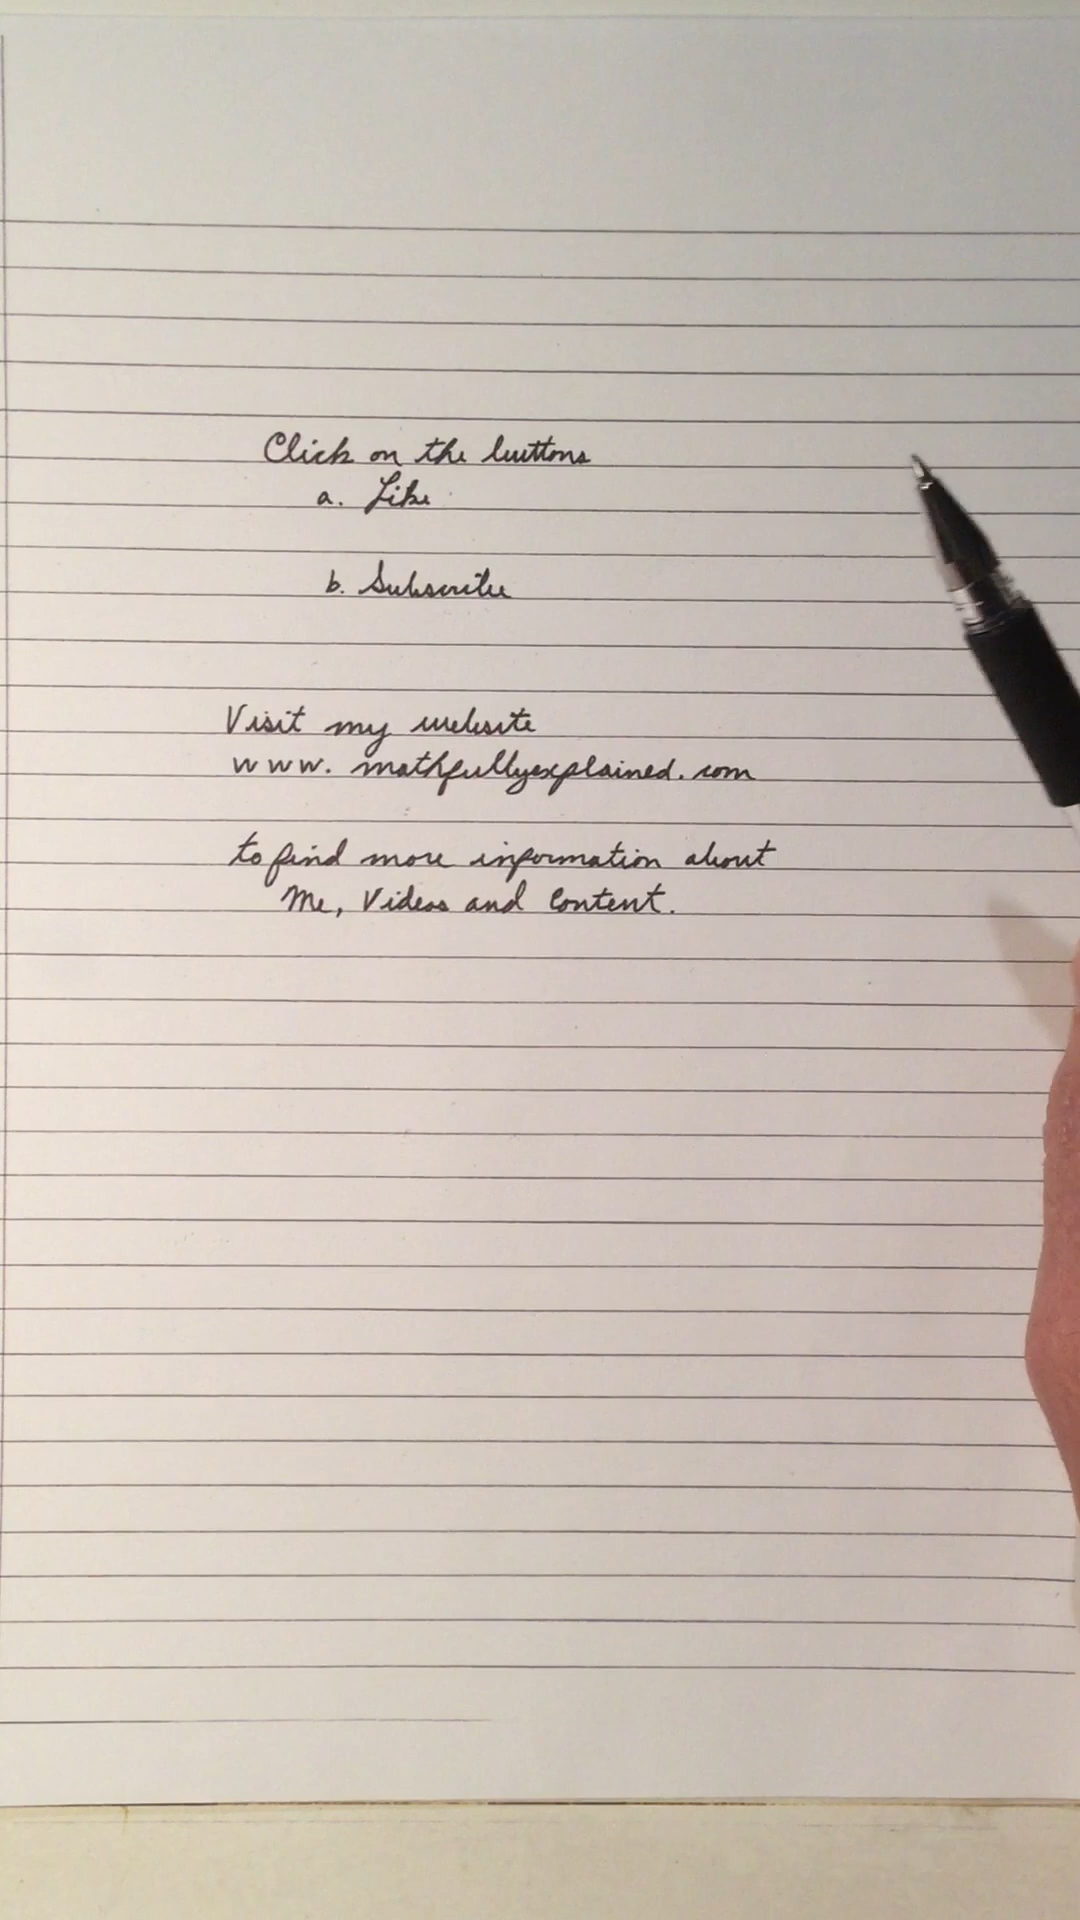 Click on the buttons
a. Like
b. Subscribe
Visit my website
www. mathfullyexplained.com
to find more information about
Me, Videos and Content.